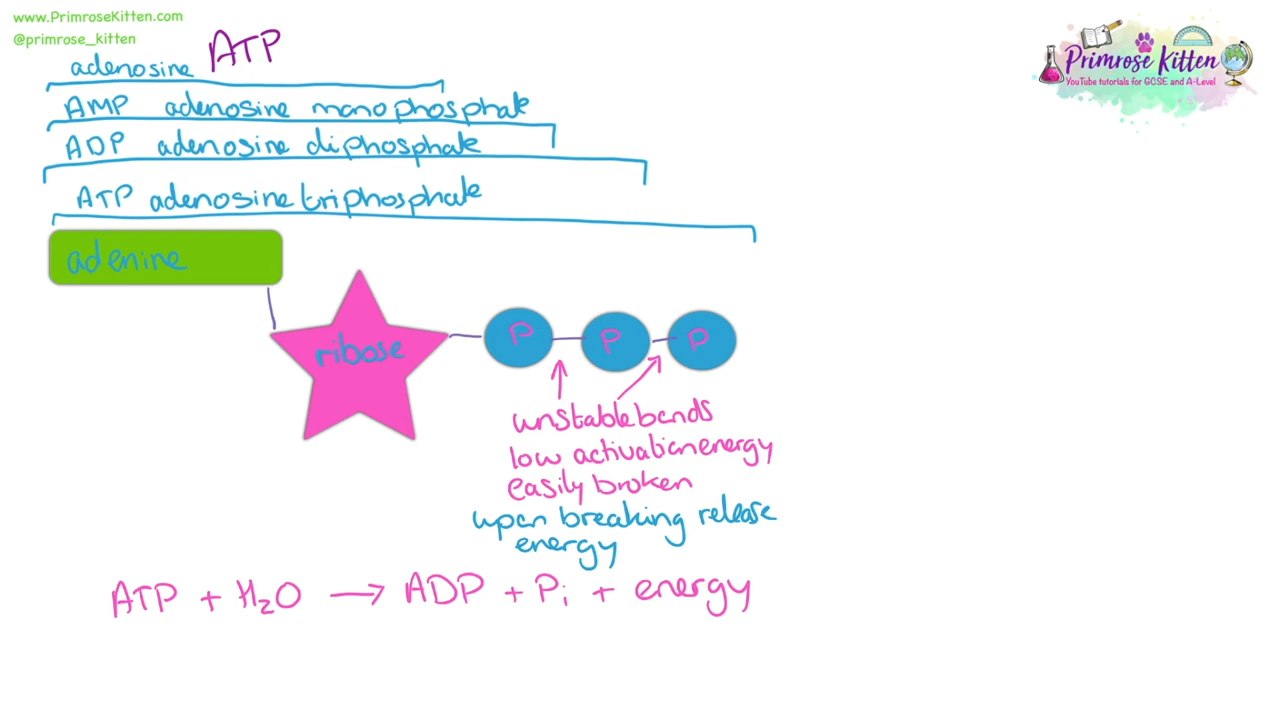 www.PrimroseKitten.com
@primrose_kitten
ATP
adenosine
AMP adenosine monophosphate
ADP adenosine diphosphate
ATP adenosine triphosphate
adenine
ribose
P P P
unstable bonds
low activation energy
easily broken
upon breaking release
energy
ATP + H₂O → ADP + Pᵢ + energy
Primrose Kitten
YouTube tutorials for GCSE and A-Level